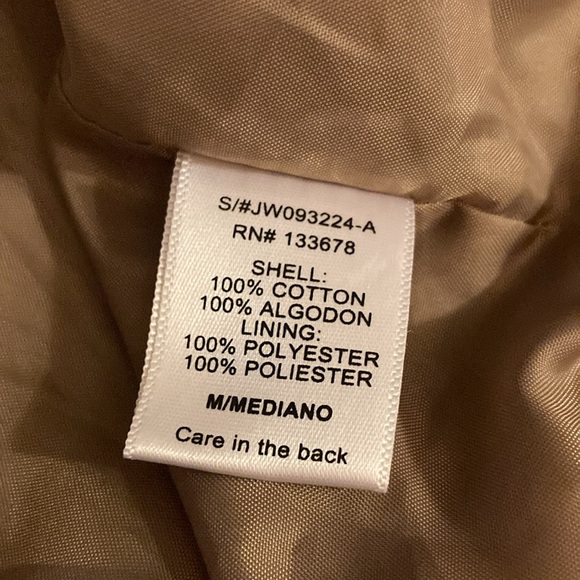 S/#JW093224-A
RN# 133678
SHELL:
100% COTTON
100% ALGODON
LINING:
100% POLYESTER
100% POLIESTER
M/MEDIANO
Care in the back